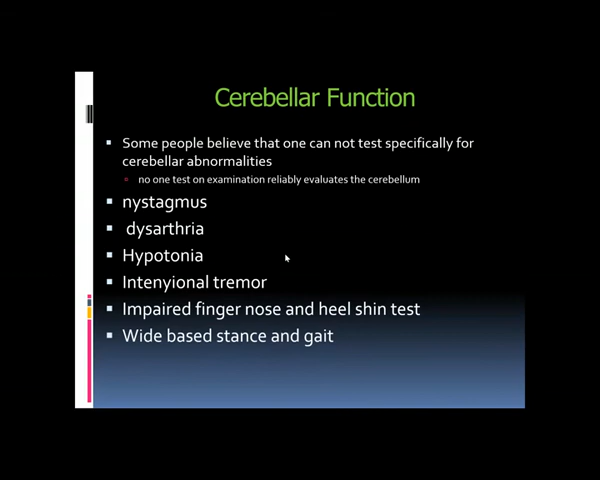 Cerebellar Function
Some people believe that one can not test specifically for
cerebellar abnormalities
no one test on examination reliably evaluates the cerebellum
nystagmus
dysarthria
Hypotonia
Intenyional tremor
Impaired finger nose and heel shin test
Wide based stance and gait